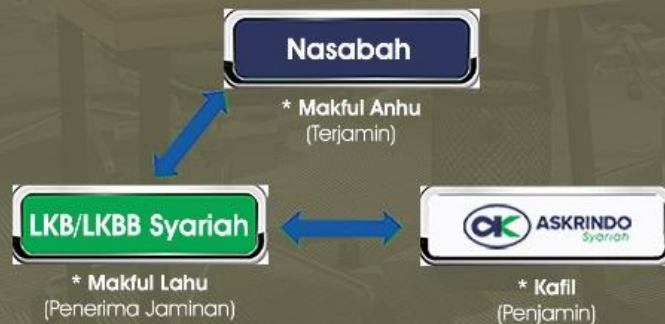 Nasabah
* Makful Anhu
(Terjamin)
LKB/LKBB Syariah
* Makful Lahu
(Penerima Jaminan)
ASKRINDO
Syariah
* Kafil
(Penjamin)